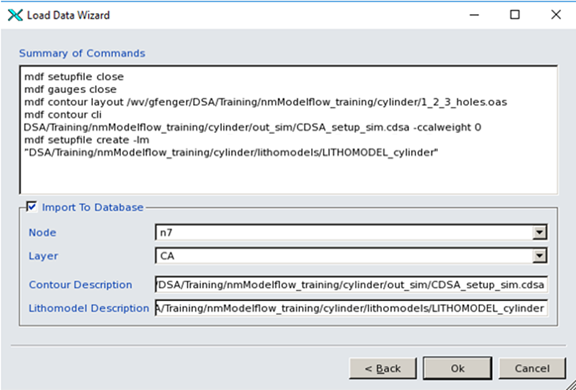 Load Data Wizard
Summary of Commands
mdf setupfile close
mdf gauges close
mdf contour layout /wv/gfenger/DSA/Training/nmModelflow_training/cylinder/1_2_3_holes.oas
mdf contour cli
DSA/Training/nmModelflow_training/cylinder/out_sim/CDSA_setup_sim.cdsa -ccalweight 0
mdf setupfile create -lm
"DSA/Training/nmModelflow_training/cylinder/lithomodels/LITHOMODEL_cylinder"
Import To Database
Node n7
Layer CA
Contour Description /DSA/Training/nmModelflow_training/cylinder/out_sim/CDSA_setup_sim.cdsa
Lithomodel Description A/Training/nmModelflow_training/cylinder/lithomodels/LITHOMODEL_cylinder
< Back Ok Cancel